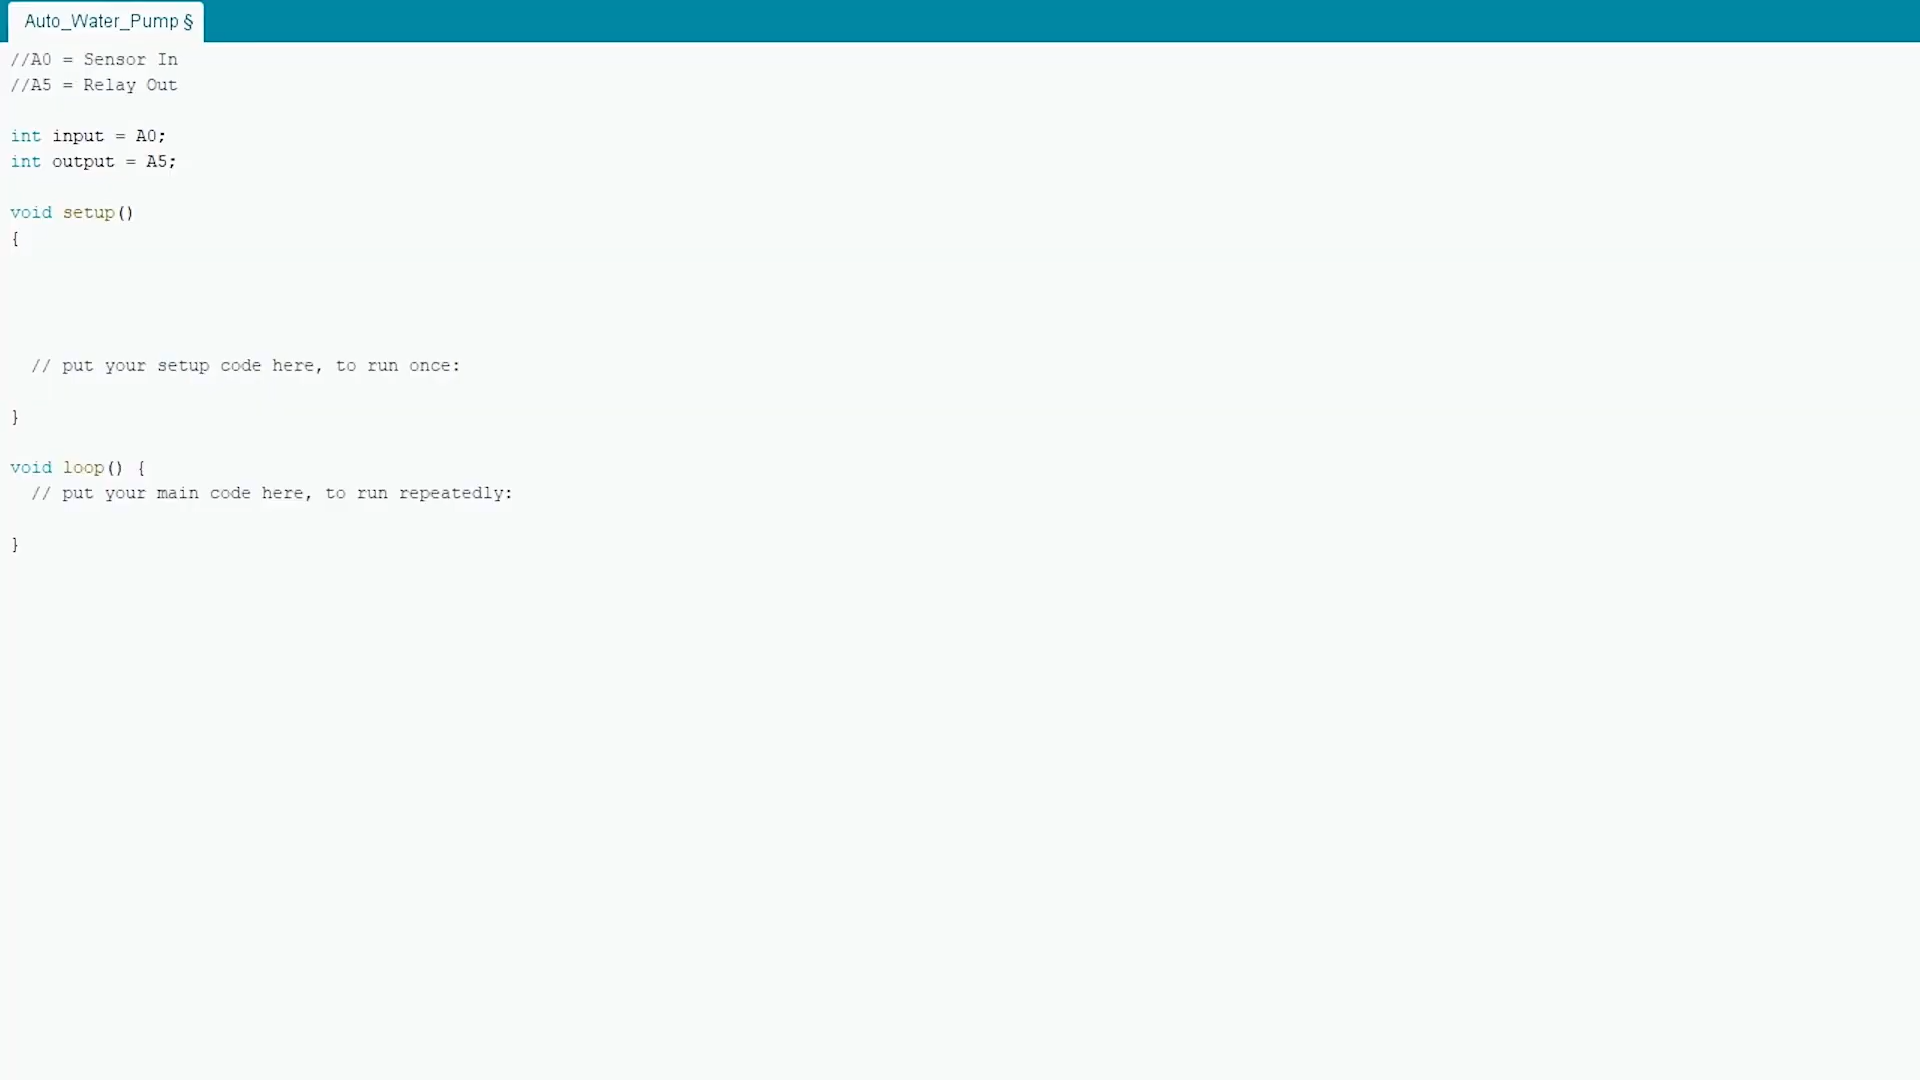 Auto_Water_Pump §
//A0 = Sensor In
//A5 = Relay Out
int input = A0;
int output = A5;
void setup()
{
// put your setup code here, to run once:
}
void loop() {
// put your main code here, to run repeatedly:
}